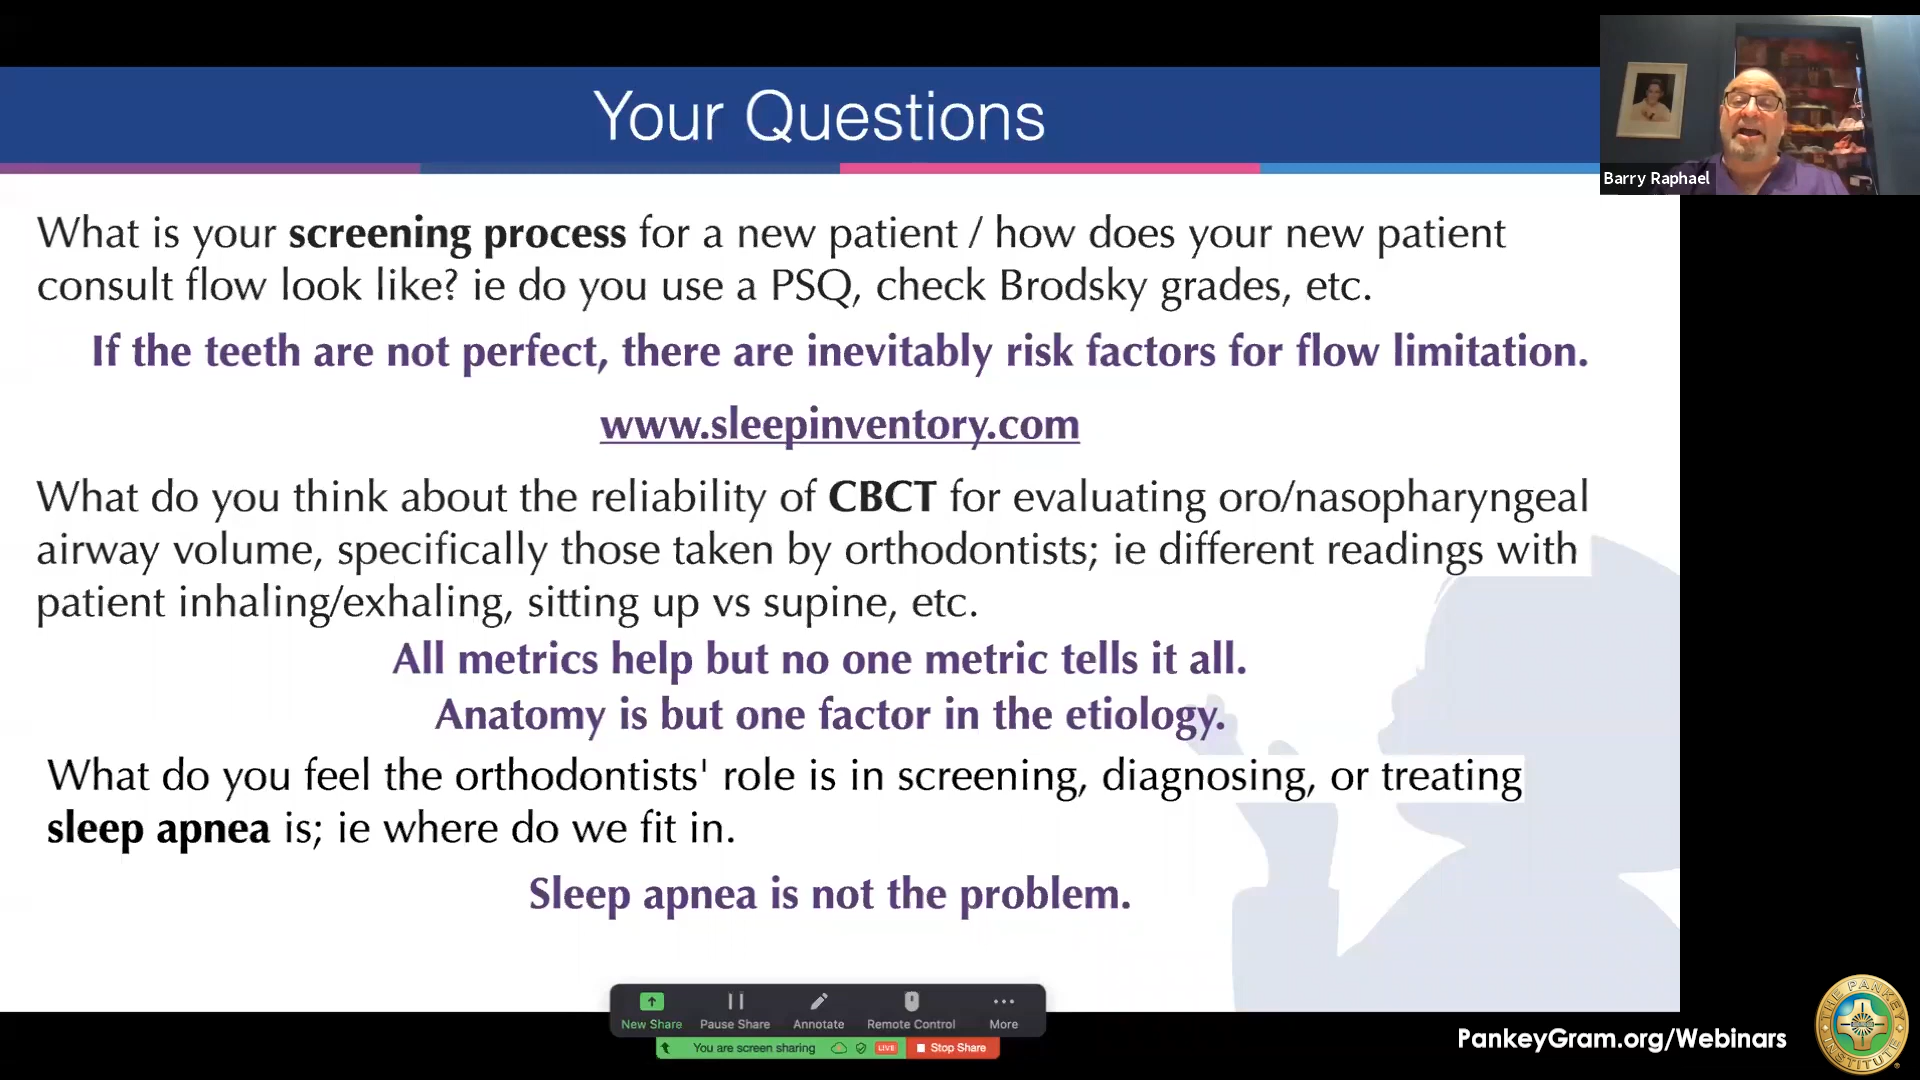 Your Questions
Barry Raphael
What is your screening process for a new patient / how does your new patient
consult flow look like? ie do you use a PSQ, check Brodsky grades, etc.
If the teeth are not perfect, there are inevitably risk factors for flow limitation.
www.sleepinventory.com
What do you think about the reliability of CBCT for evaluating oro/nasopharyngeal
airway volume, specifically those taken by orthodontists; ie different readings with
patient inhaling/exhaling, sitting up vs supine, etc.
All metrics help but no one metric tells it all.
Anatomy is but one factor in the etiology.
What do you feel the orthodontists' role is in screening, diagnosing, or treating
sleep apnea is; ie where do we fit in.
Sleep apnea is not the problem.
New Share Pause Share Annotate Remote Control More
You are screen sharing LIVE Stop Share
PankeyGram.org/Webinars
THE PANKEY INSTITUTE